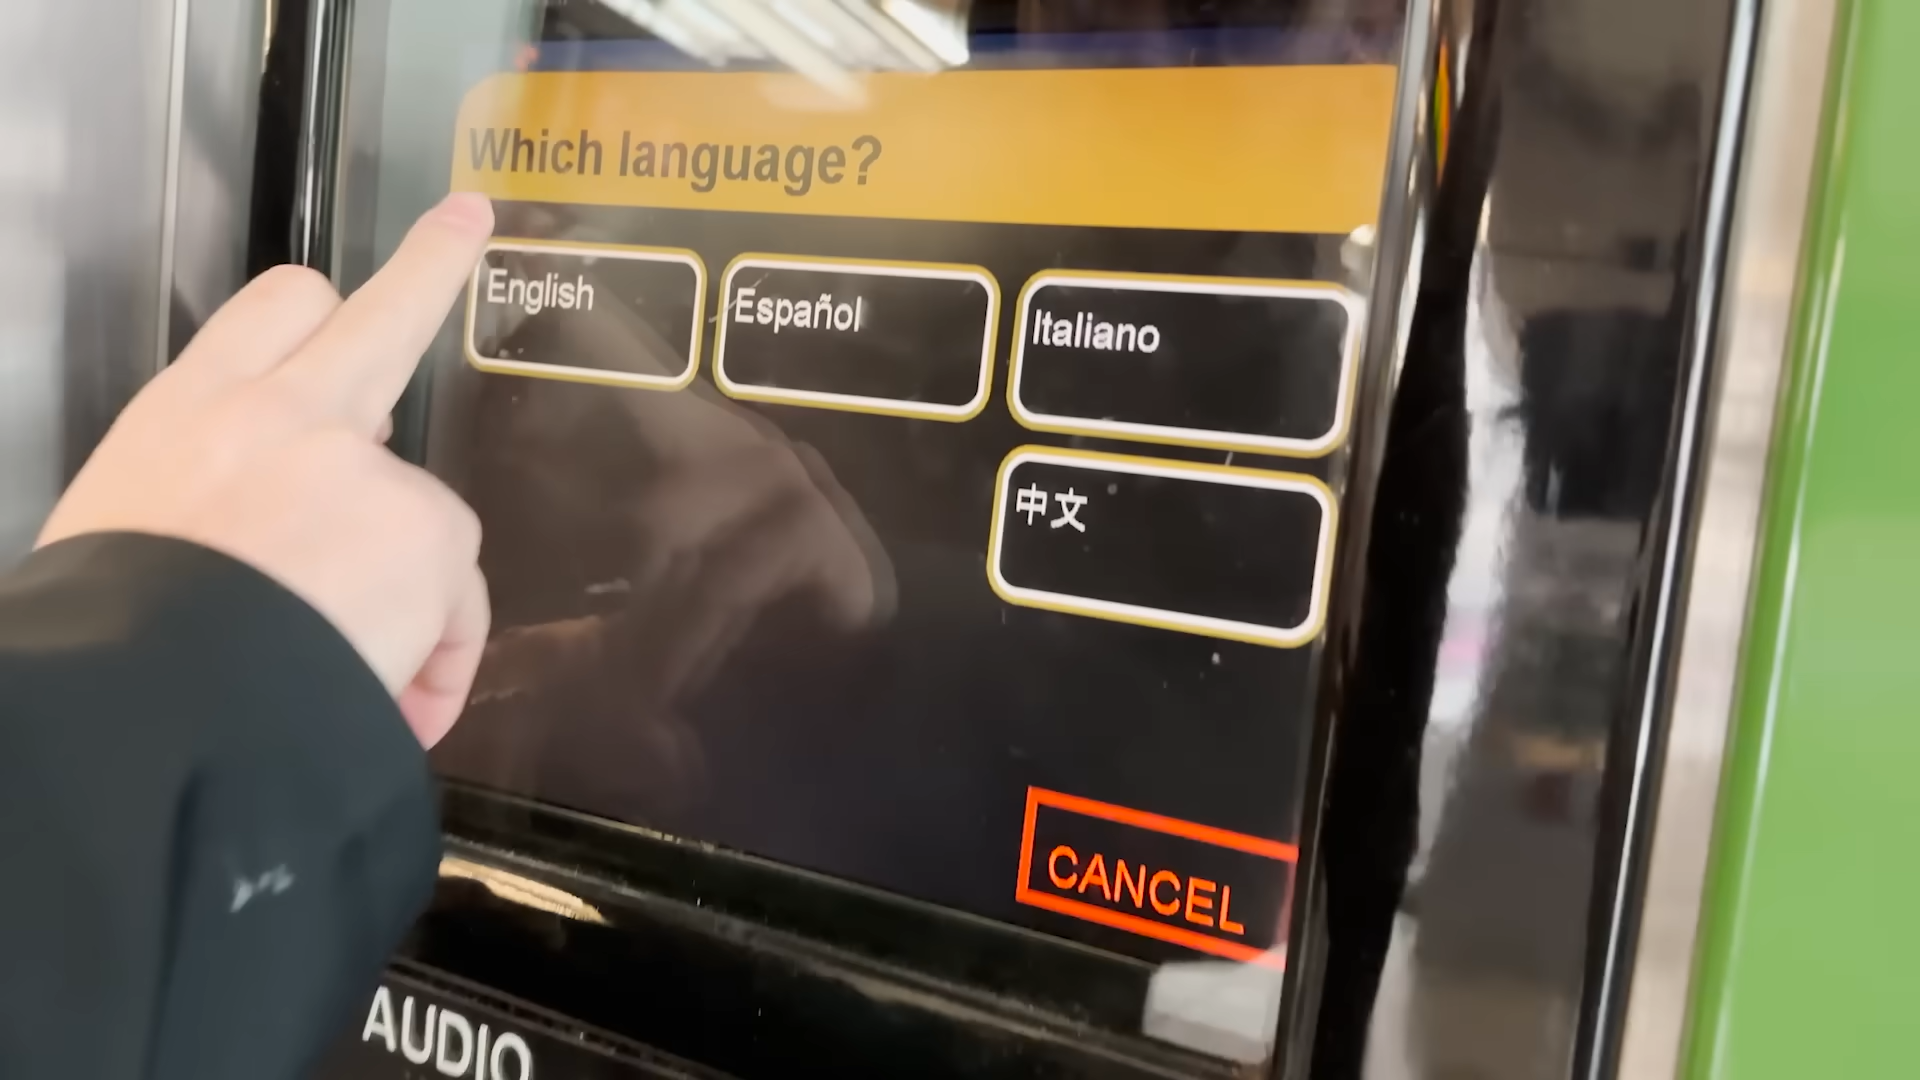 Which language?
English
Español
Italiano
中文
CANCEL
AUDIO